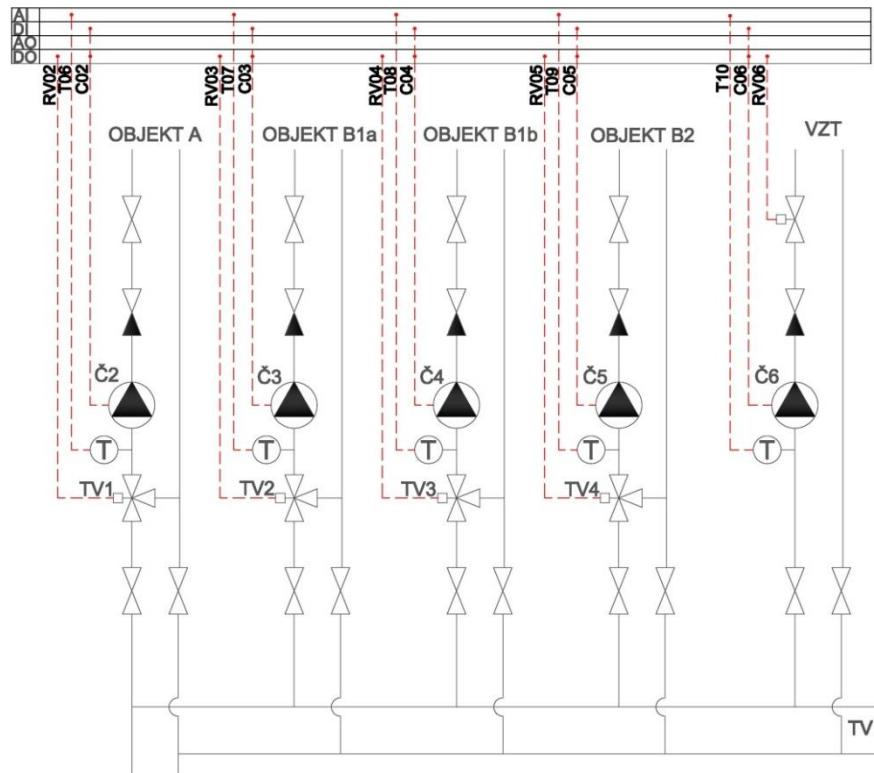 AI
DI
AO
DO
RV02 T06 C02 RV03 T07 C03 RV04 T08 C04 RV05 T09 C05 T10 C06 RV06
OBJEKT A OBJEKT B1a OBJEKT B1b OBJEKT B2 VZT
Č2 Č3 Č4 Č5 Č6
T T T T T
TV1 TV2 TV3 TV4
TV